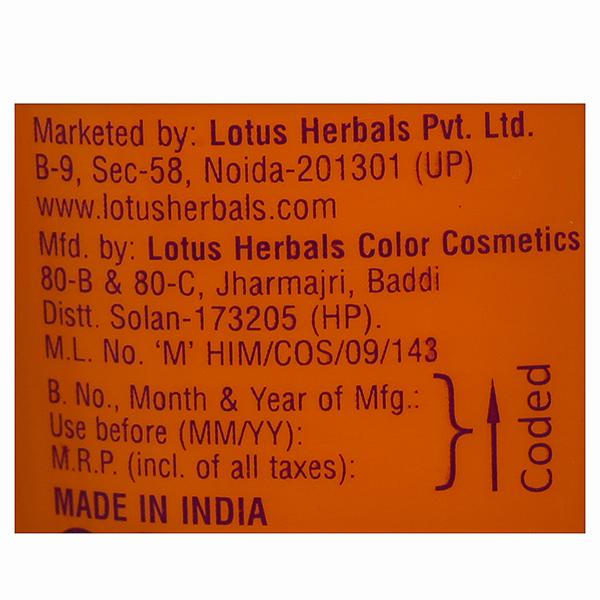 Marketed by: Lotus Herbals Pvt. Ltd.
B-9, Sec-58, Noida-201301 (UP)
www.lotusherbals.com
Mfd. by: Lotus Herbals Color Cosmetics
80-B & 80-C, Jharmajri, Baddi
Distt. Solan-173205 (HP).
M.L. No. ‘M’ HIM/COS/09/143
B. No., Month & Year of Mfg.:
Use before (MM/YY):
M.R.P. (incl. of all taxes):
Coded
MADE IN INDIA